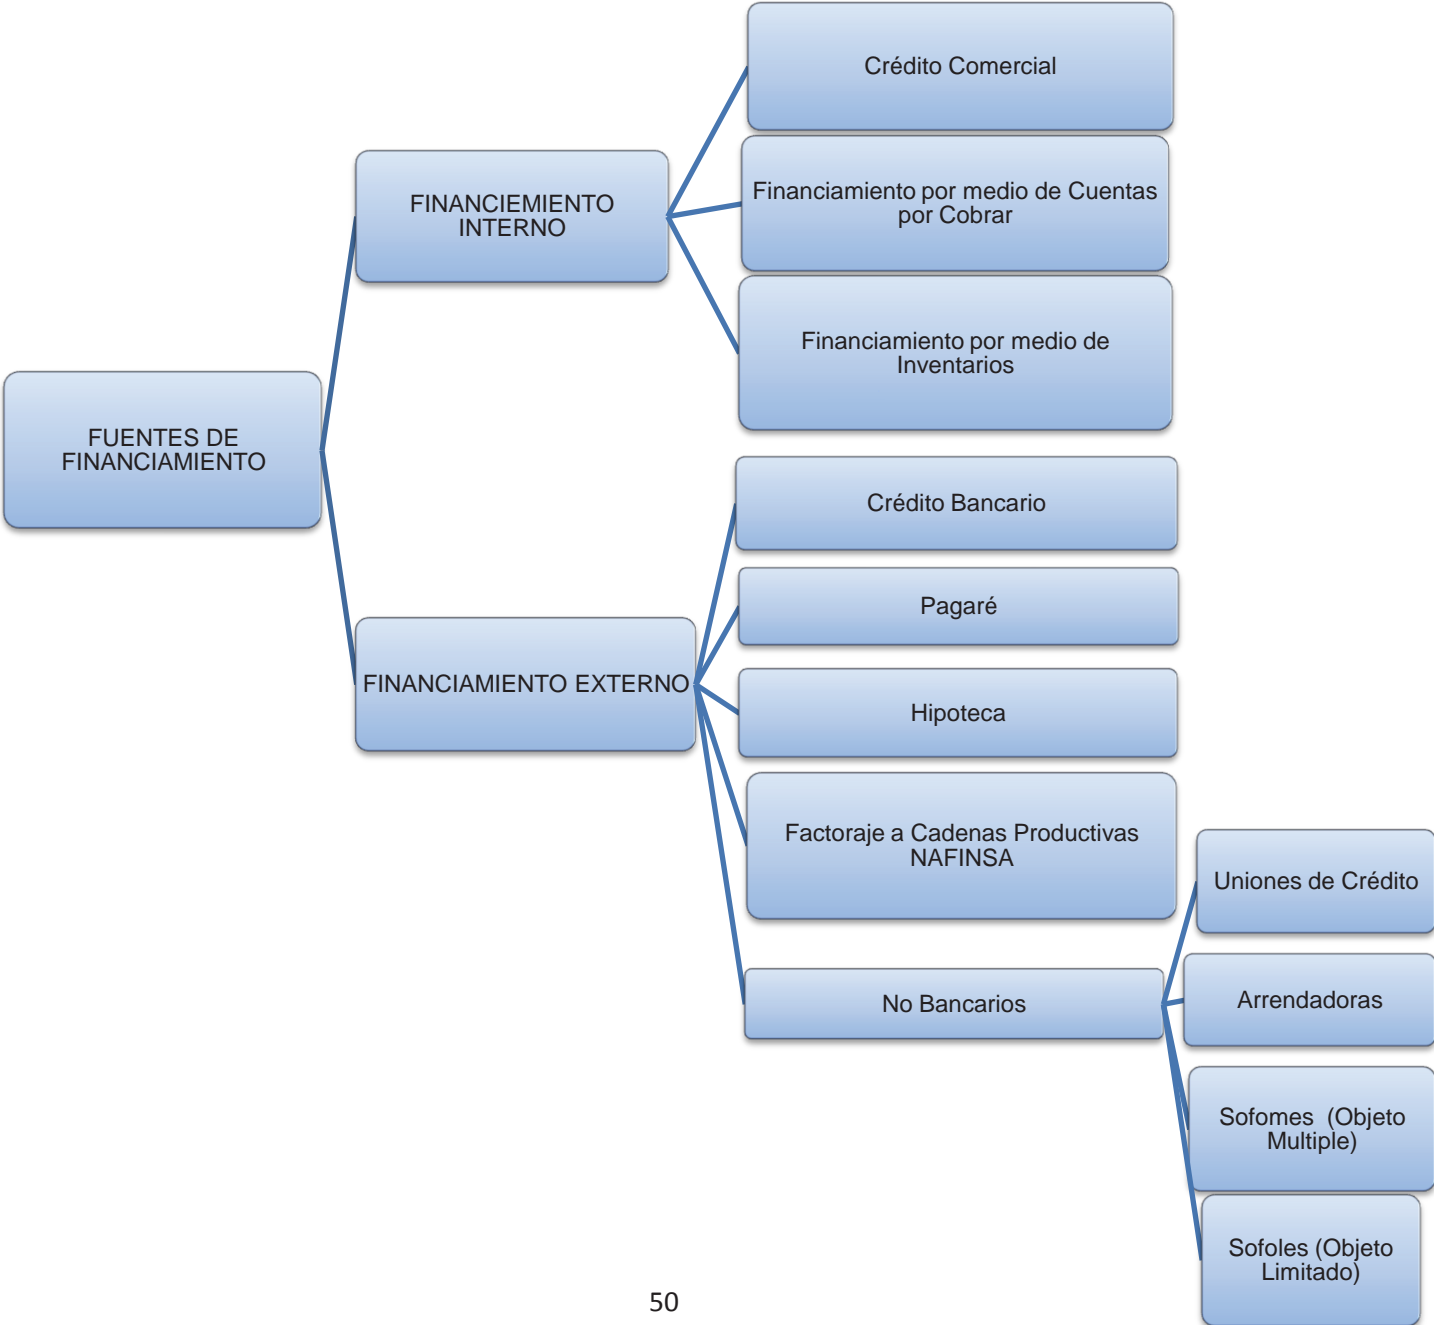 Crédito Comercial
FINANCIEMIENTO
INTERNO
Financiamiento por medio de Cuentas
por Cobrar
Financiamiento por medio de
Inventarios
FUENTES DE
FINANCIAMIENTO
Crédito Bancario
Pagaré
FINANCIAMIENTO EXTERNO
Hipoteca
Factoraje a Cadenas Productivas
NAFINSA
No Bancarios
Uniones de Crédito
Arrendadoras
Sofomes  (Objeto
Multiple)
Sofoles (Objeto
Limitado)
50